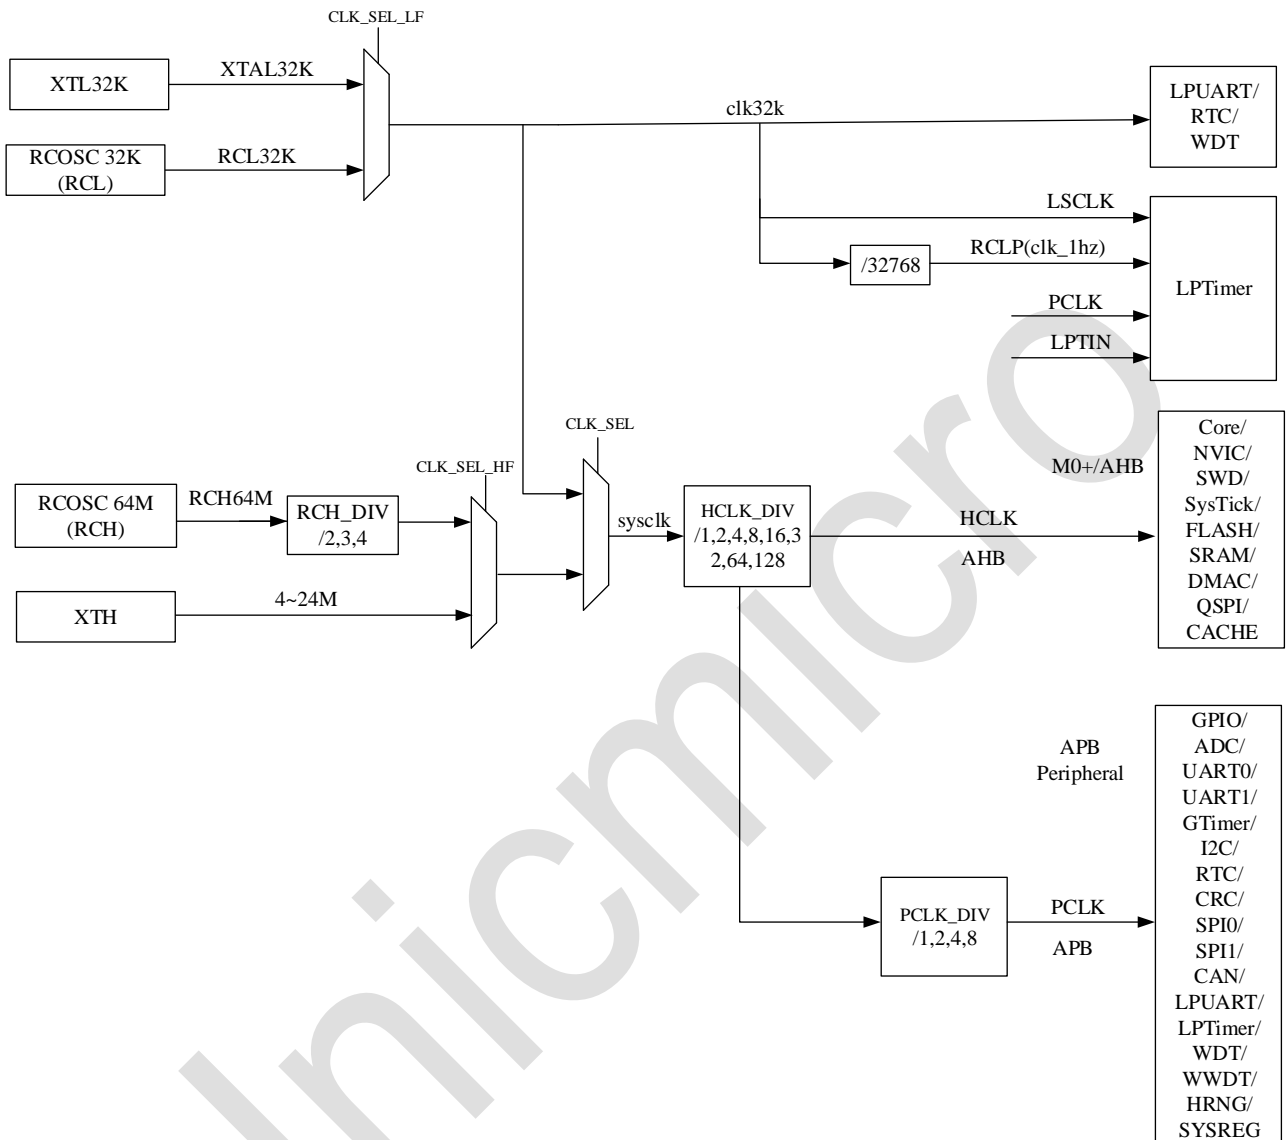 CLK_SEL_LF
XTL32K
XTAL32K
RCOSC 32K
(RCL)
RCL32K
clk32k
LPUART/
RTC/
WDT
LSCLK
/32768
RCLP(clk_1hz)
PCLK
LPTIN
LPTimer
CLK_SEL
CLK_SEL_HF
RCOSC 64M
(RCH)
RCH64M
RCH_DIV
/2,3,4
XTH
4~24M
sysclk
HCLK_DIV
/1,2,4,8,16,3
2,64,128
M0+/AHB
HCLK
AHB
Core/
NVIC/
SWD/
SysTick/
FLASH/
SRAM/
DMAC/
QSPI/
CACHE
APB
Peripheral
PCLK_DIV
/1,2,4,8
PCLK
APB
GPIO/
ADC/
UART0/
UART1/
GTimer/
I2C/
RTC/
CRC/
SPI0/
SPI1/
CAN/
LPUART/
LPTimer/
WDT/
WWDT/
HRNG/
SYSREG